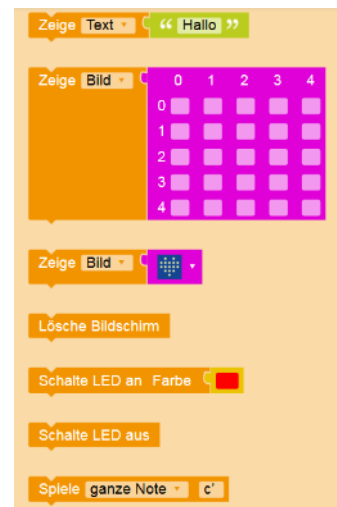 Zeige Text “ Hallo ”
Zeige Bild 0 1 2 3 4
0
1
2
3
4
Zeige Bild
Lösche Bildschirm
Schalte LED an Farbe
Schalte LED aus
Spiele ganze Note c'